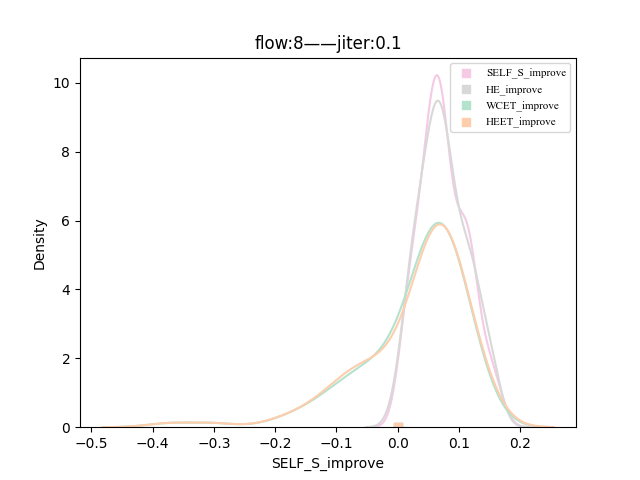 flow:8——jiter:0.1
SELF_S_improve
HE_improve
WCET_improve
HEET_improve
Density
10
8
6
4
2
0
−0.5 −0.4 −0.3 −0.2 −0.1 0.0 0.1 0.2
SELF_S_improve